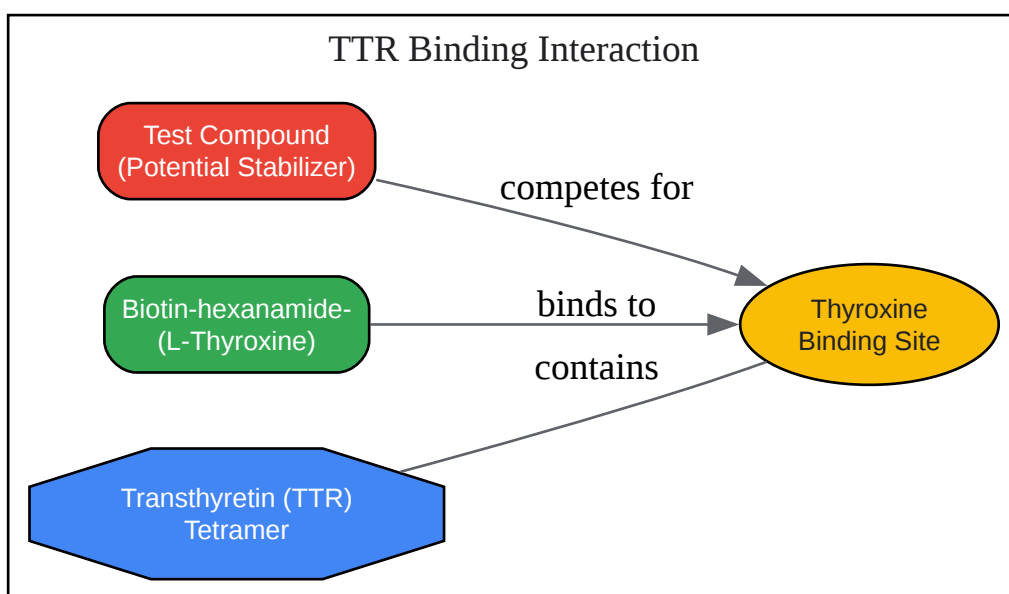 TTR Binding Interaction
Test Compound
(Potential Stabilizer)
competes for
Biotin-hexanamide-
(L-Thyroxine)
binds to
Thyroxine
Binding Site
contains
Transthyretin (TTR)
Tetramer